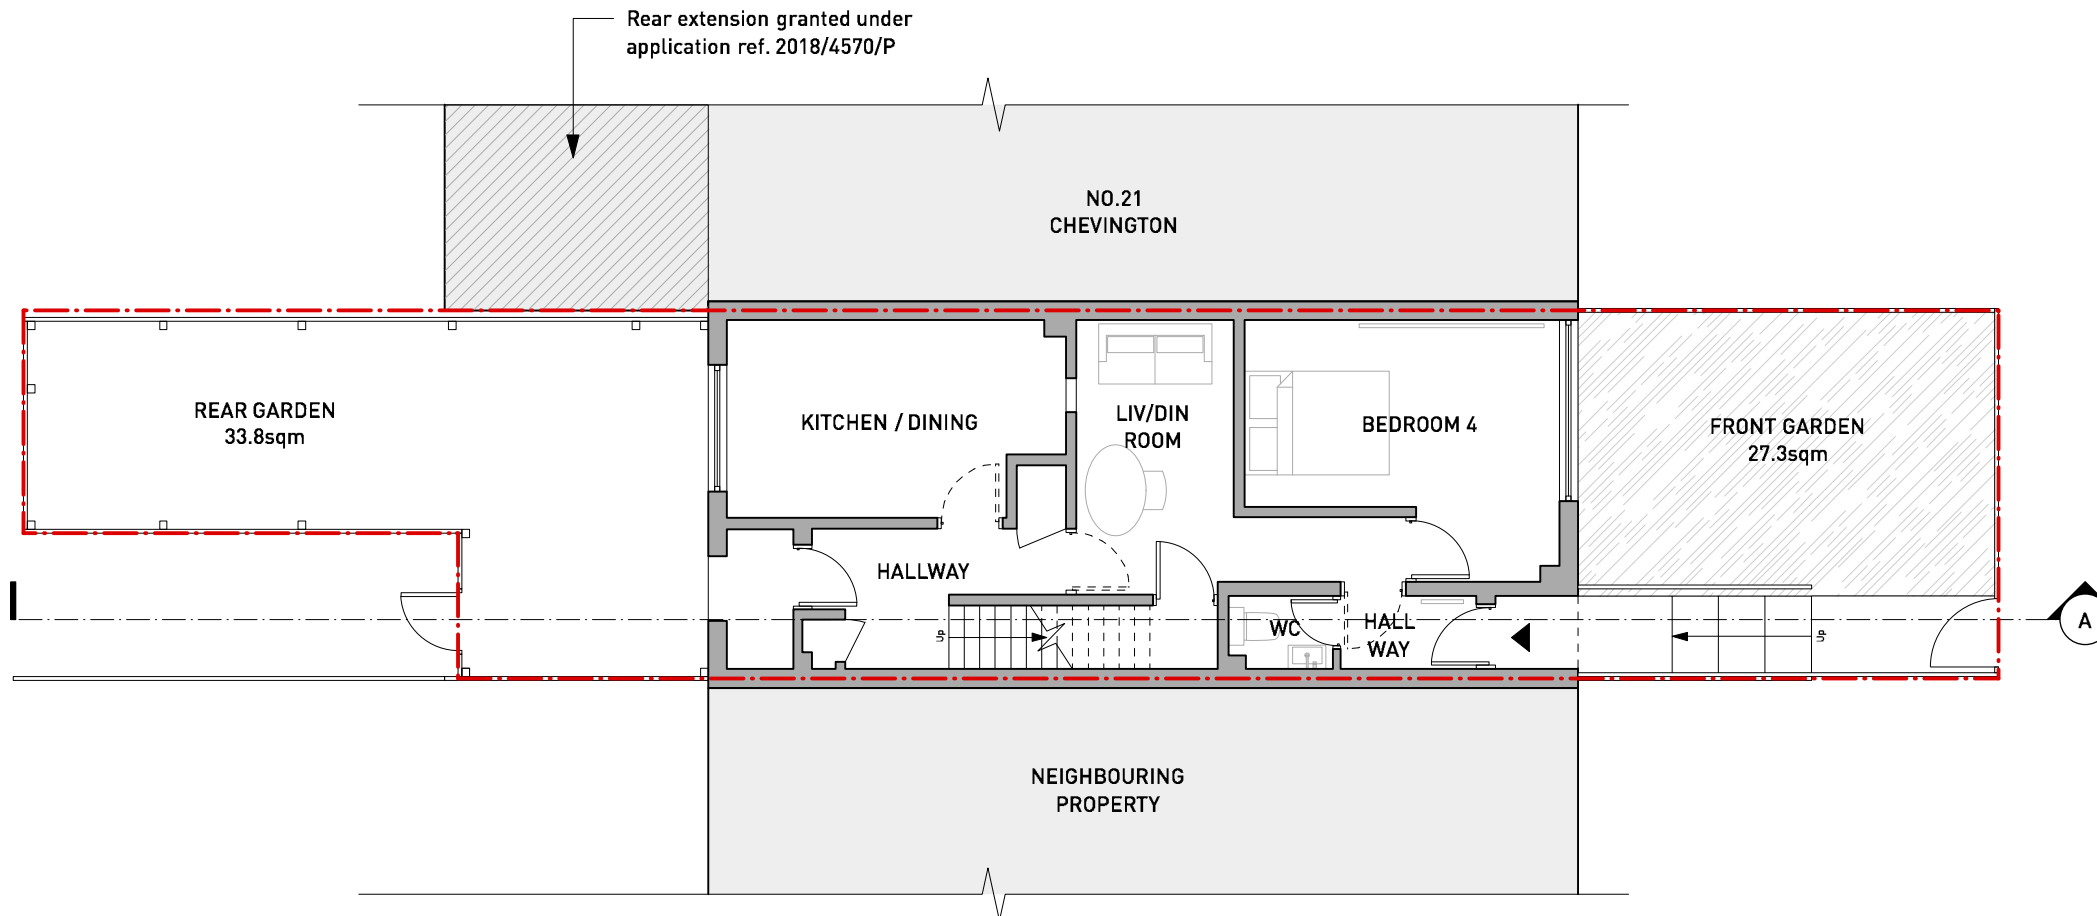 Rear extension granted under
application ref. 2018/4570/P
NO.21
CHEVINGTON
REAR GARDEN
33.8sqm
KITCHEN / DINING
LIV/DIN
ROOM
BEDROOM 4
FRONT GARDEN
27.3sqm
HALLWAY
Up
WC
HALL
WAY
Up
A
NEIGHBOURING
PROPERTY